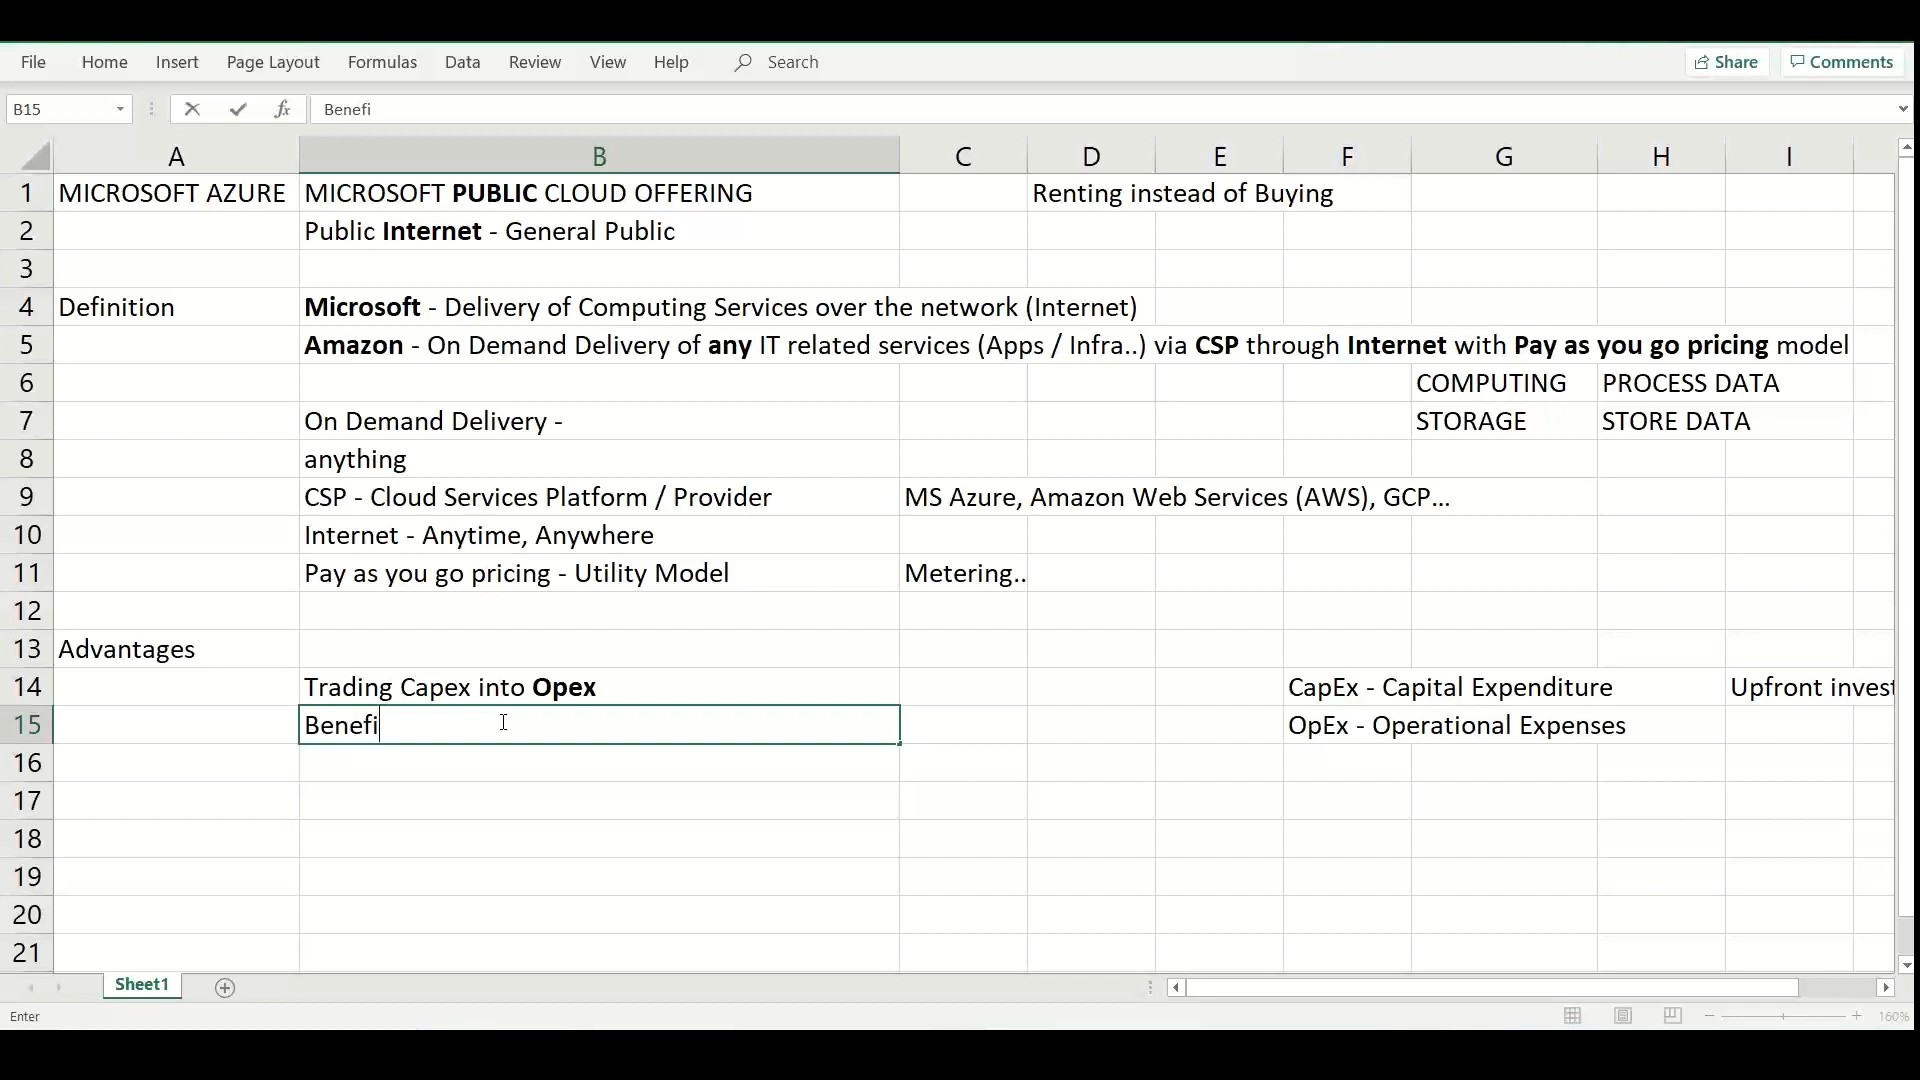 File Home Insert Page Layout Formulas Data Review View Help Search Share Comments
B15 fx Benefi
A B C D E F G H I
1 MICROSOFT AZURE MICROSOFT PUBLIC CLOUD OFFERING Renting instead of Buying
2 Public Internet - General Public
3
4 Definition Microsoft - Delivery of Computing Services over the network (Internet)
5 Amazon - On Demand Delivery of any IT related services (Apps / Infra..) via CSP through Internet with Pay as you go pricing model
6 COMPUTING PROCESS DATA
7 On Demand Delivery - STORAGE STORE DATA
8 anything
9 CSP - Cloud Services Platform / Provider MS Azure, Amazon Web Services (AWS), GCP...
10 Internet - Anytime, Anywhere
11 Pay as you go pricing - Utility Model Metering..
12
13 Advantages
14 Trading Capex into Opex CapEx - Capital Expenditure Upfront invest
15 Benefi OpEx - Operational Expenses
16
17
18
19
20
21
Sheet1
Enter 160%